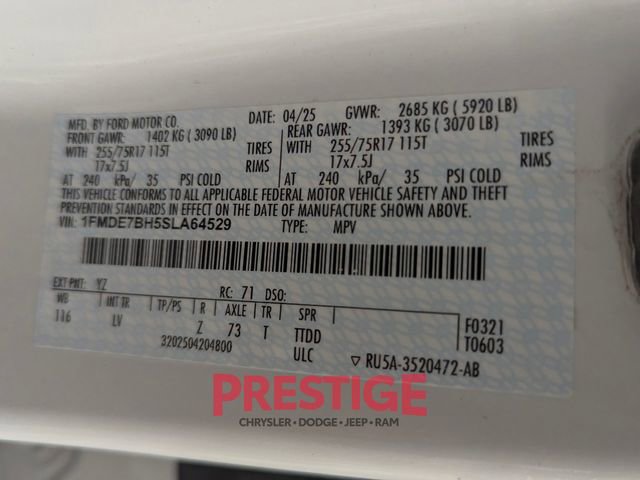 MFD. BY FORD MOTOR CO.
DATE: 04/25 GVWR: 2685 KG ( 5920 LB)
FRONT GAWR: 1402 KG ( 3090 LB)
REAR GAWR: 1393 KG ( 3070 LB)
WITH 255/75R17 115T TIRES
WITH 255/75R17 115T TIRES
17x7.5J RIMS
17x7.5J RIMS
AT 240 kPa/ 35 PSI COLD
AT 240 kPa/ 35 PSI COLD
THIS VEHICLE CONFORMS TO ALL APPLICABLE FEDERAL MOTOR VEHICLE SAFETY AND THEFT
PREVENTION STANDARDS IN EFFECT ON THE DATE OF MANUFACTURE SHOWN ABOVE.
VIN: 1FMDE7BH5SLA64529 TYPE: MPV
EXT PNT: YZ RC: 71 DSO:
WB INT TR TP/PS R AXLE TR SPR
116 LV Z 73 T TTDD
3202504204800 ULC
F0321
T0603
▽ RU5A-3520472-AB
PRESTIGE
CHRYSLER • DODGE • JEEP • RAM